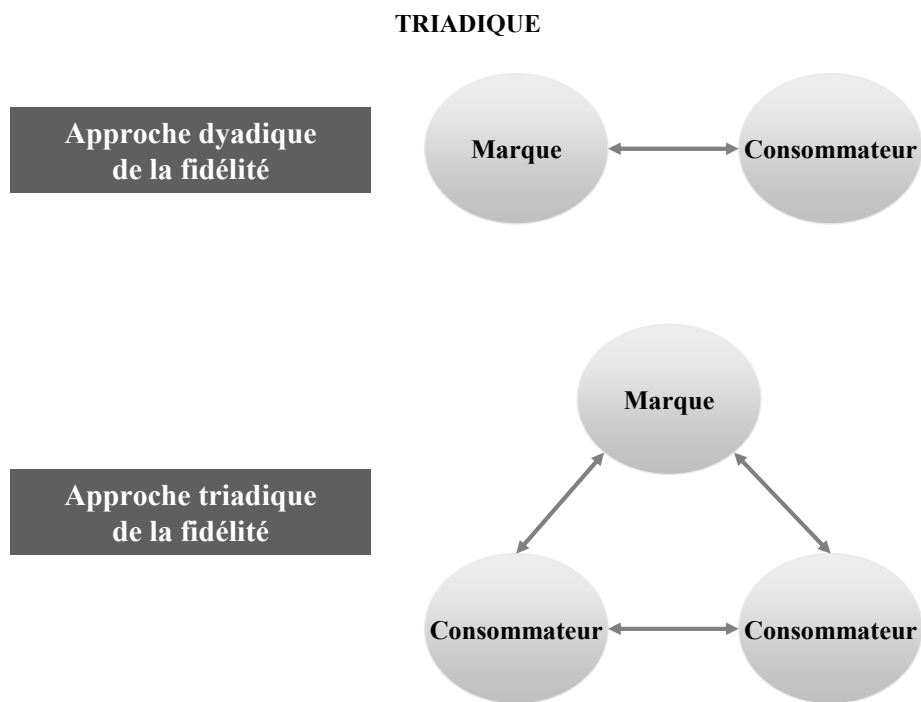 TRIADIQUE
Approche dyadique
de la fidélité
Marque
Consommateur
Marque
Approche triadique
de la fidélité
Consommateur
Consommateur